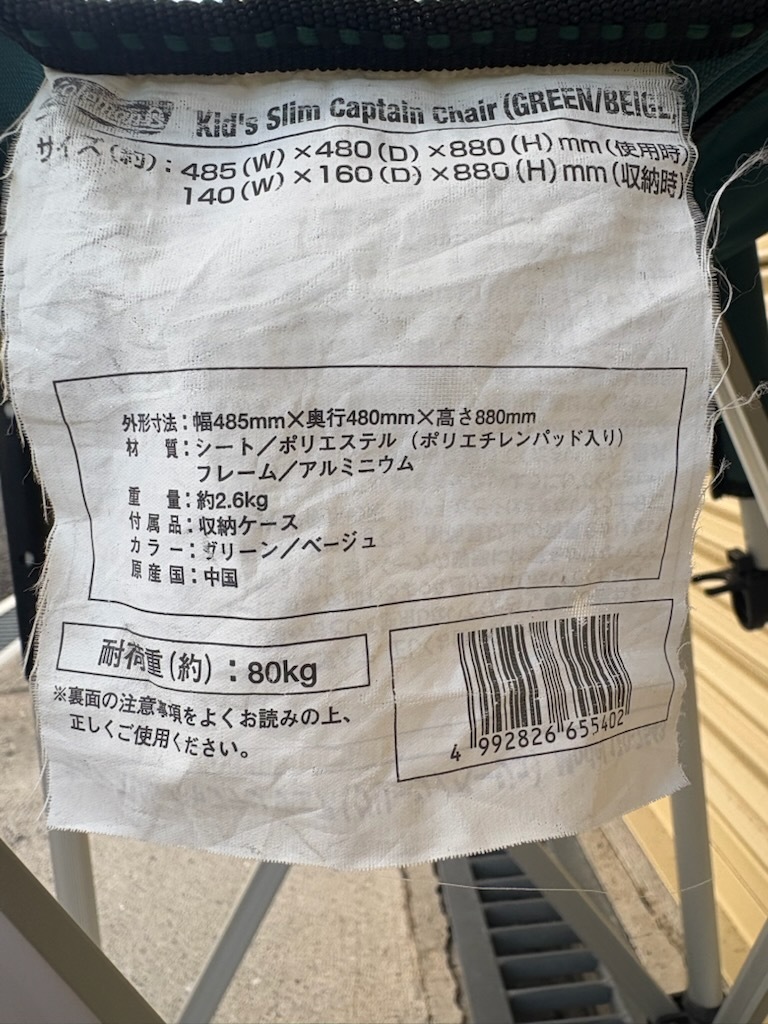 Coleman®
Kid's Slim Captain Chair (GREEN/BEIGE)
サイズ(約)：485(W)×480(D)×880(H)mm(使用時)
140(W)×160(D)×880(H)mm(収納時)
外形寸法：幅485mm×奥行480mm×高さ880mm
材　　質：シート／ポリエステル（ポリエチレンパッド入り）
フレーム／アルミニウム
重　　量：約2.6kg
付 属 品：収納ケース
カ ラ ー：グリーン／ベージュ
原 産 国：中国
耐荷重(約)：80kg
※裏面の注意事項をよくお読みの上、
正しくご使用ください。
4 992826 655402